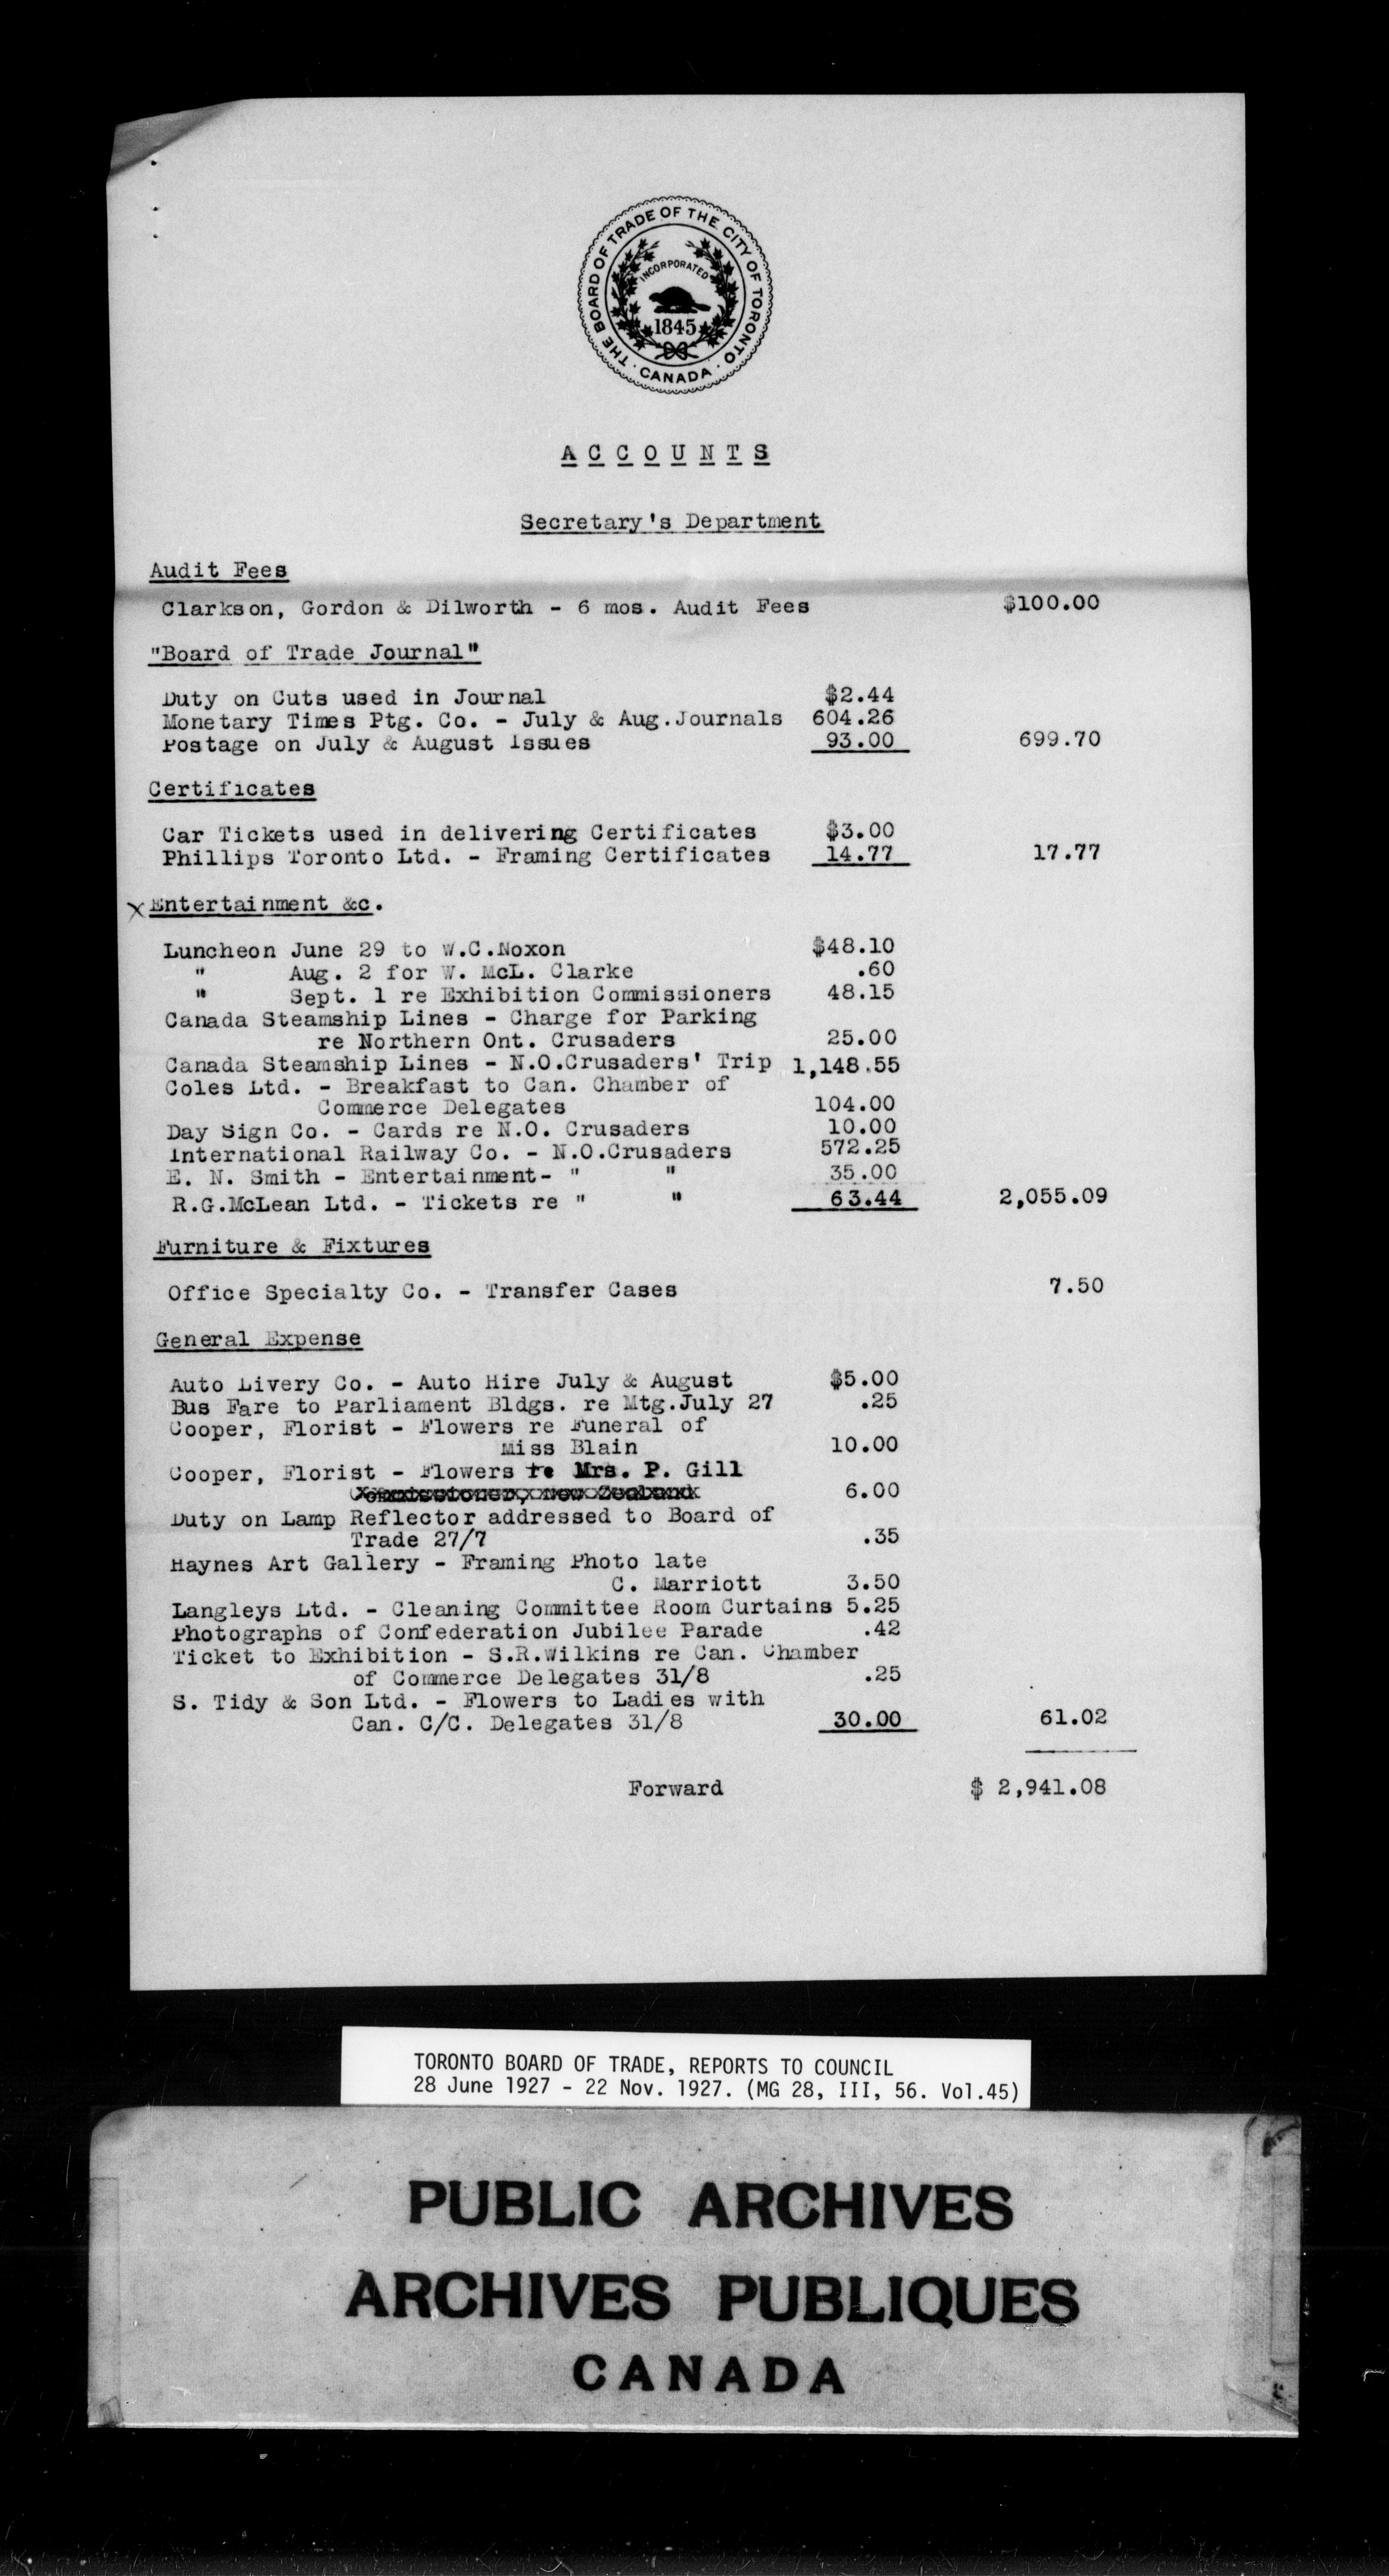 THE BOARD OF TRADE OF THE CITY OF TORONTO · CANADA ·
INCORPORATED
1845
ACCOUNTS
Secretary's Department
Audit Fees
Clarkson, Gordon & Dilworth - 6 mos. Audit Fees $100.00
"Board of Trade Journal"
Duty on Cuts used in Journal $2.44
Monetary Times Ptg. Co. - July & Aug.Journals 604.26
Postage on July & August Issues 93.00 699.70
Certificates
Car Tickets used in delivering Certificates $3.00
Phillips Toronto Ltd. - Framing Certificates 14.77 17.77
x Entertainment &c.
Luncheon June 29 to W.C.Noxon $48.10
" Aug. 2 for W. McL. Clarke .60
" Sept. 1 re Exhibition Commissioners 48.15
Canada Steamship Lines - Charge for Parking
re Northern Ont. Crusaders 25.00
Canada Steamship Lines - N.O.Crusaders' Trip 1,148.55
Coles Ltd. - Breakfast to Can. Chamber of
Commerce Delegates 104.00
Day Sign Co. - Cards re N.O. Crusaders 10.00
International Railway Co. - N.O.Crusaders 572.25
E. N. Smith - Entertainment- " " 35.00
R.G.McLean Ltd. - Tickets re " " 63.44 2,055.09
Furniture & Fixtures
Office Specialty Co. - Transfer Cases 7.50
General Expense
Auto Livery Co. - Auto Hire July & August $5.00
Bus Fare to Parliament Bldgs. re Mtg.July 27 .25
Cooper, Florist - Flowers re Funeral of
Miss Blain 10.00
Cooper, Florist - Flowers re Mrs. P. Gill
6.00
Duty on Lamp Reflector addressed to Board of
Trade 27/7 .35
Haynes Art Gallery - Framing Photo late
C. Marriott 3.50
Langleys Ltd. - Cleaning Committee Room Curtains 5.25
Photographs of Confederation Jubilee Parade .42
Ticket to Exhibition - S.R.Wilkins re Can. Chamber
of Commerce Delegates 31/8 .25
S. Tidy & Son Ltd. - Flowers to Ladies with
Can. C/C. Delegates 31/8 30.00 61.02
Forward $ 2,941.08
TORONTO BOARD OF TRADE, REPORTS TO COUNCIL
28 June 1927 - 22 Nov. 1927. (MG 28, III, 56. Vol.45)
PUBLIC ARCHIVES
ARCHIVES PUBLIQUES
CANADA